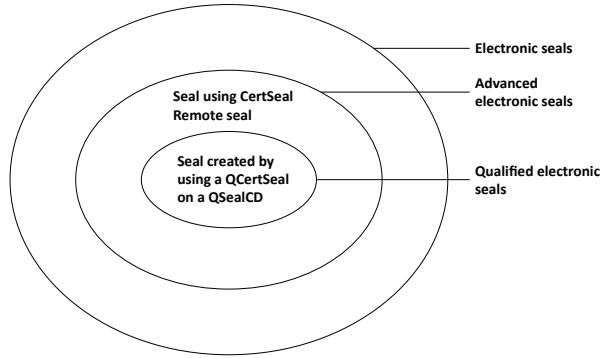 Electronic seals
Advanced
electronic seals
Seal using CertSeal
Remote seal
Seal created by
using a QCertSeal
on a QSealCD
Qualified electronic
seals